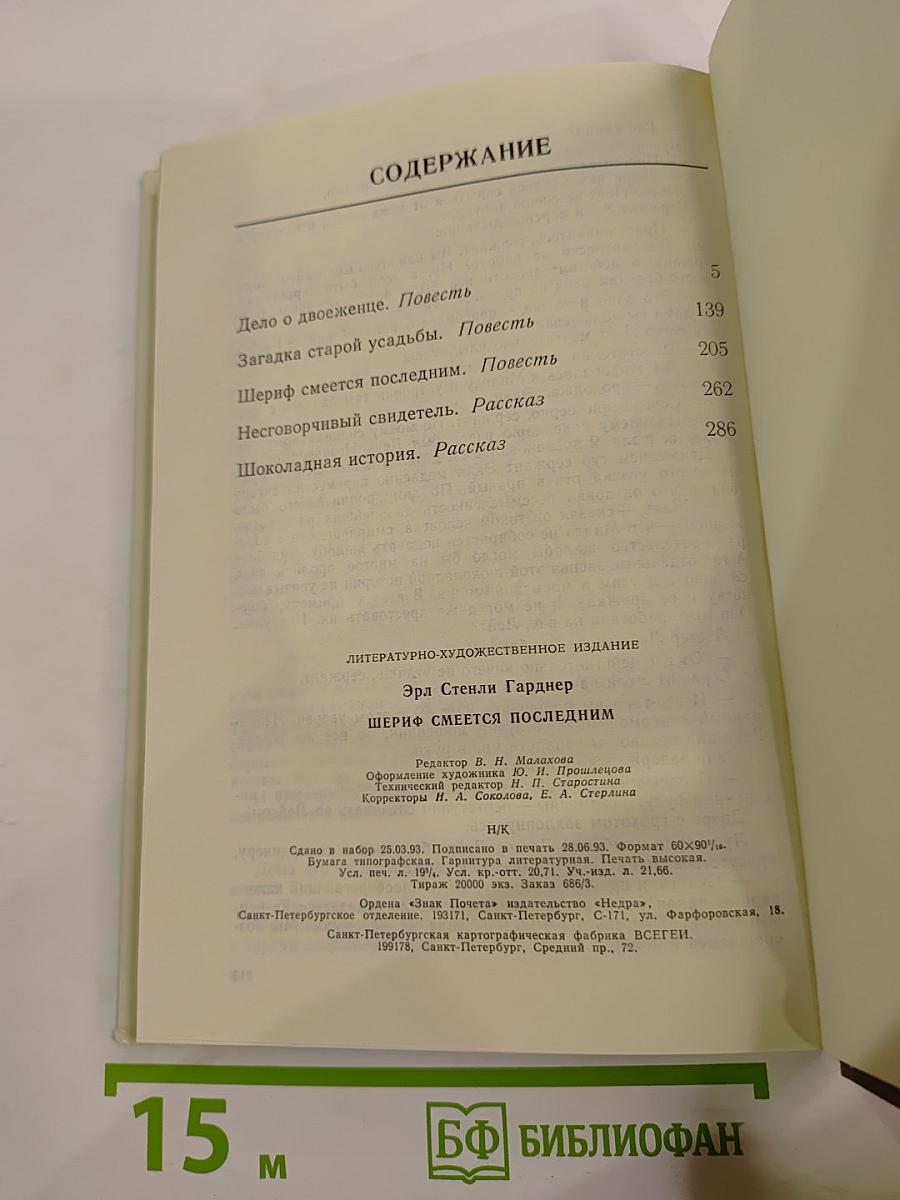 СОДЕРЖАНИЕ
Дело о двоеженце. Повесть 5
Загадка старой усадьбы. Повесть 139
Шериф смеется последним. Повесть 205
Несговорчивый свидетель. Рассказ 262
Шоколадная история. Рассказ 286
ЛИТЕРАТУРНО-ХУДОЖЕСТВЕННОЕ ИЗДАНИЕ
Эрл Стенли Гарднер
ШЕРИФ СМЕЕТСЯ ПОСЛЕДНИМ
Редактор В. Н. Малахова
Оформление художника Ю. И. Прошлецова
Технический редактор Н. П. Старостина
Корректоры Н. А. Соколова, Е. А. Стерлина
Н/К
Сдано в набор 25.03.93. Подписано в печать 28.06.93. Формат 60×90¹/₁₆.
Бумага типографская. Гарнитура литературная. Печать высокая.
Усл. печ. л. 19³/₄. Усл. кр.-отт. 20,71. Уч.-изд. л. 21,66.
Тираж 20000 экз. Заказ 686/3.
Ордена «Знак Почета» издательство «Недра»,
Санкт-Петербургское отделение. 193171, Санкт-Петербург, С-171, ул. Фарфоровская, 18.
Санкт-Петербургская картографическая фабрика ВСЕГЕИ.
199178, Санкт-Петербург, Средний пр., 72.
15 м
БФ БИБЛИОФАН